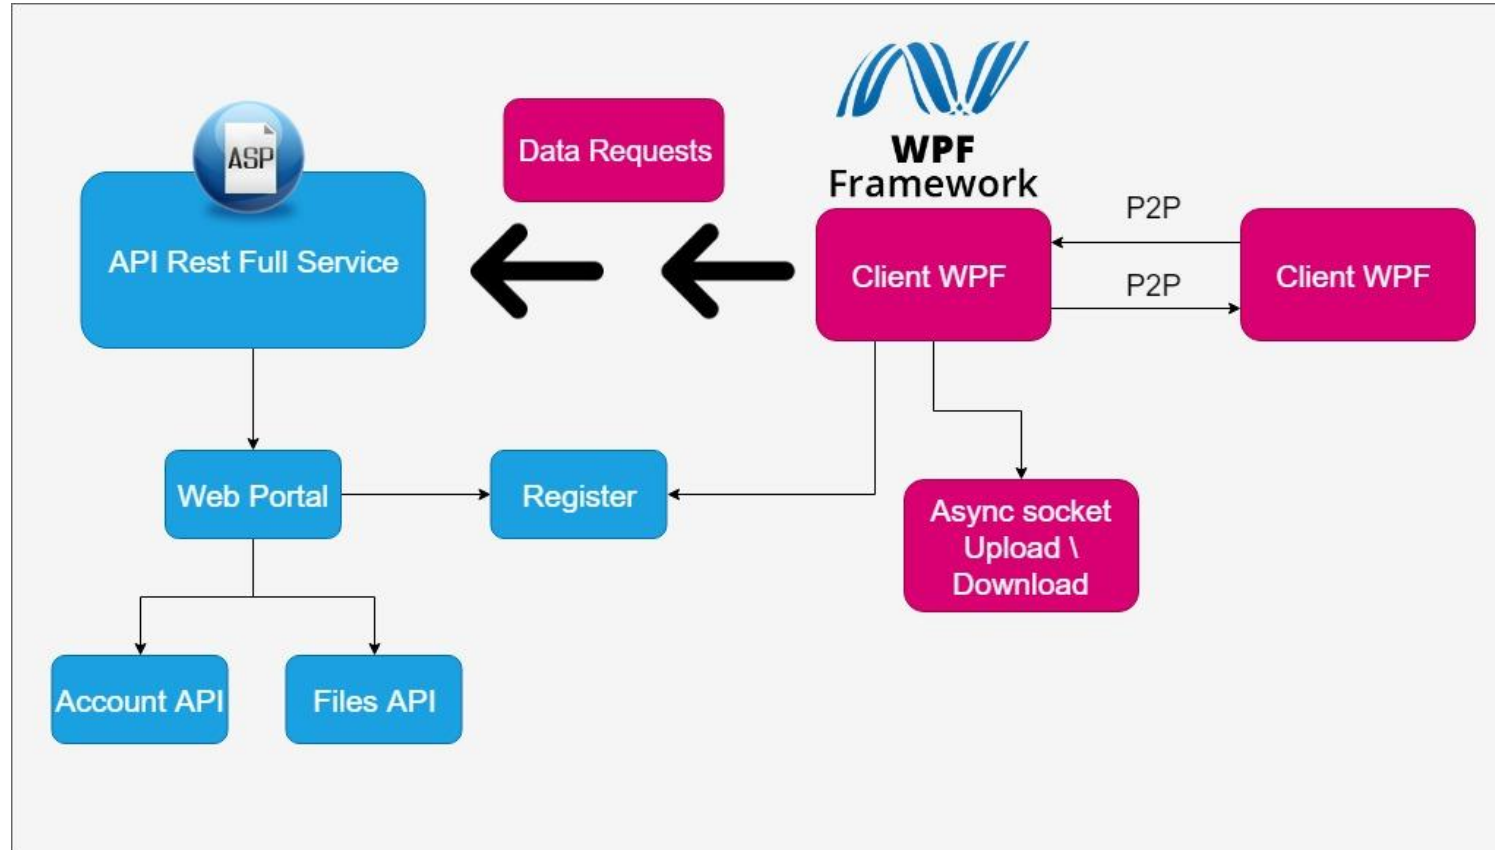 ASP
API Rest Full Service
Data Requests
WPF
Framework
Client WPF
P2P
P2P
Client WPF
Web Portal
Register
Async socket
Upload \
Download
Account API
Files API